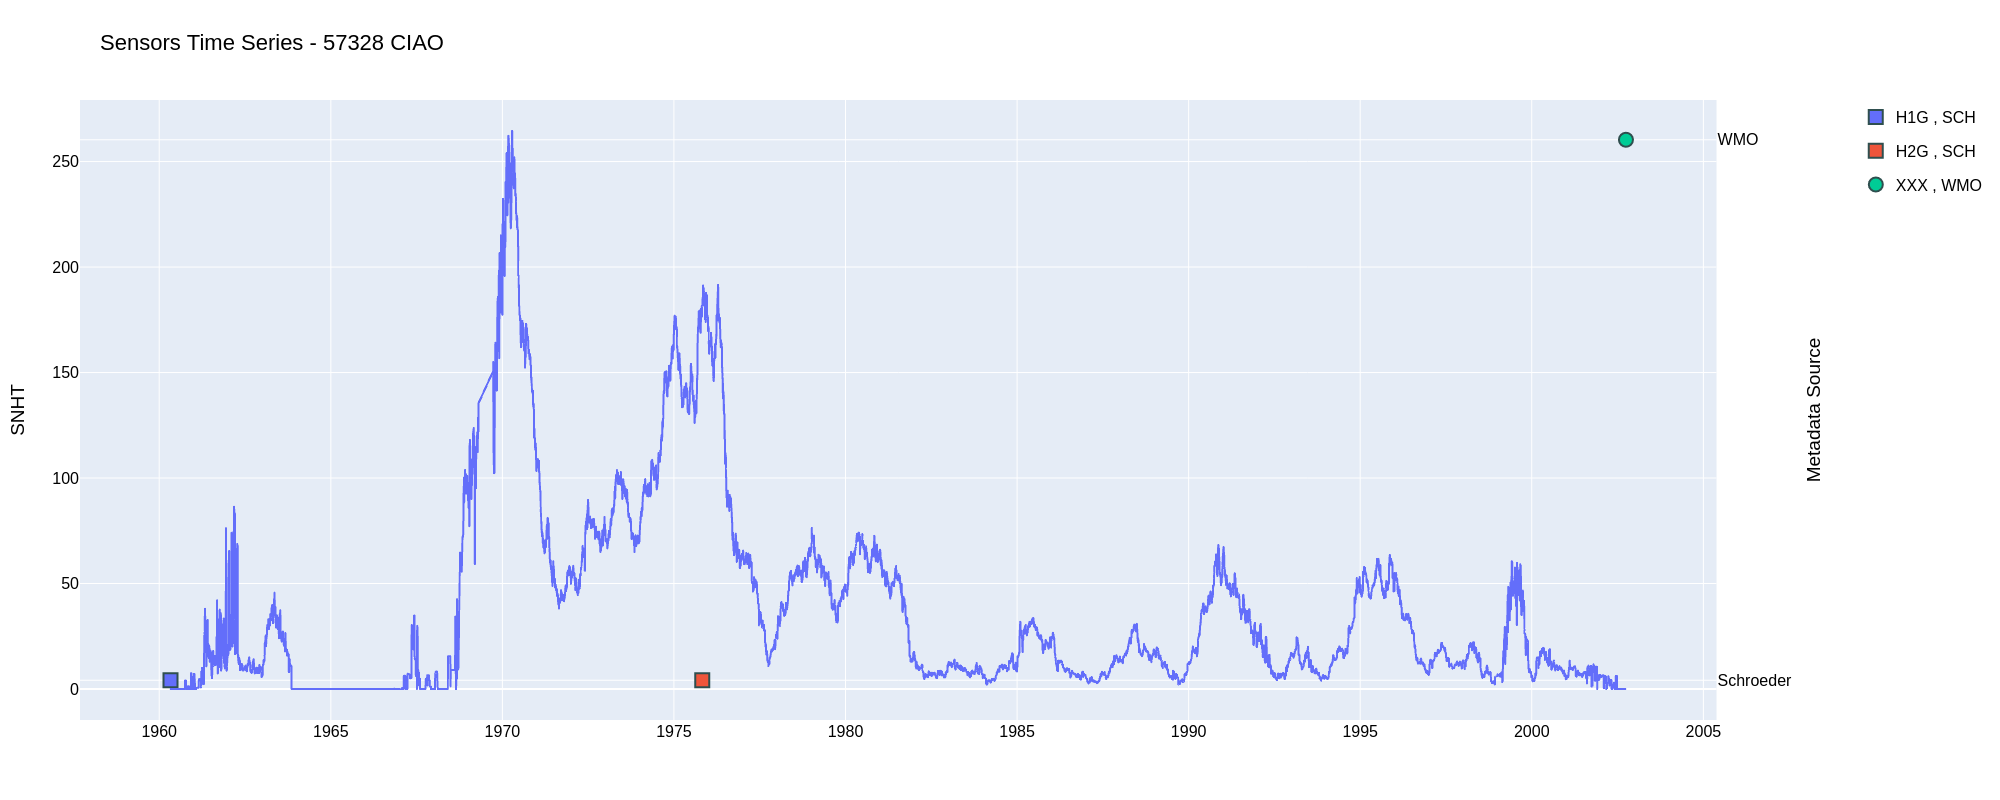 Sensors Time Series - 57328 CIAO
H1G , SCH
H2G , SCH
XXX , WMO
WMO
Schroeder
Metadata Source
SNHT
250
200
150
100
50
0
1960 1965 1970 1975 1980 1985 1990 1995 2000 2005